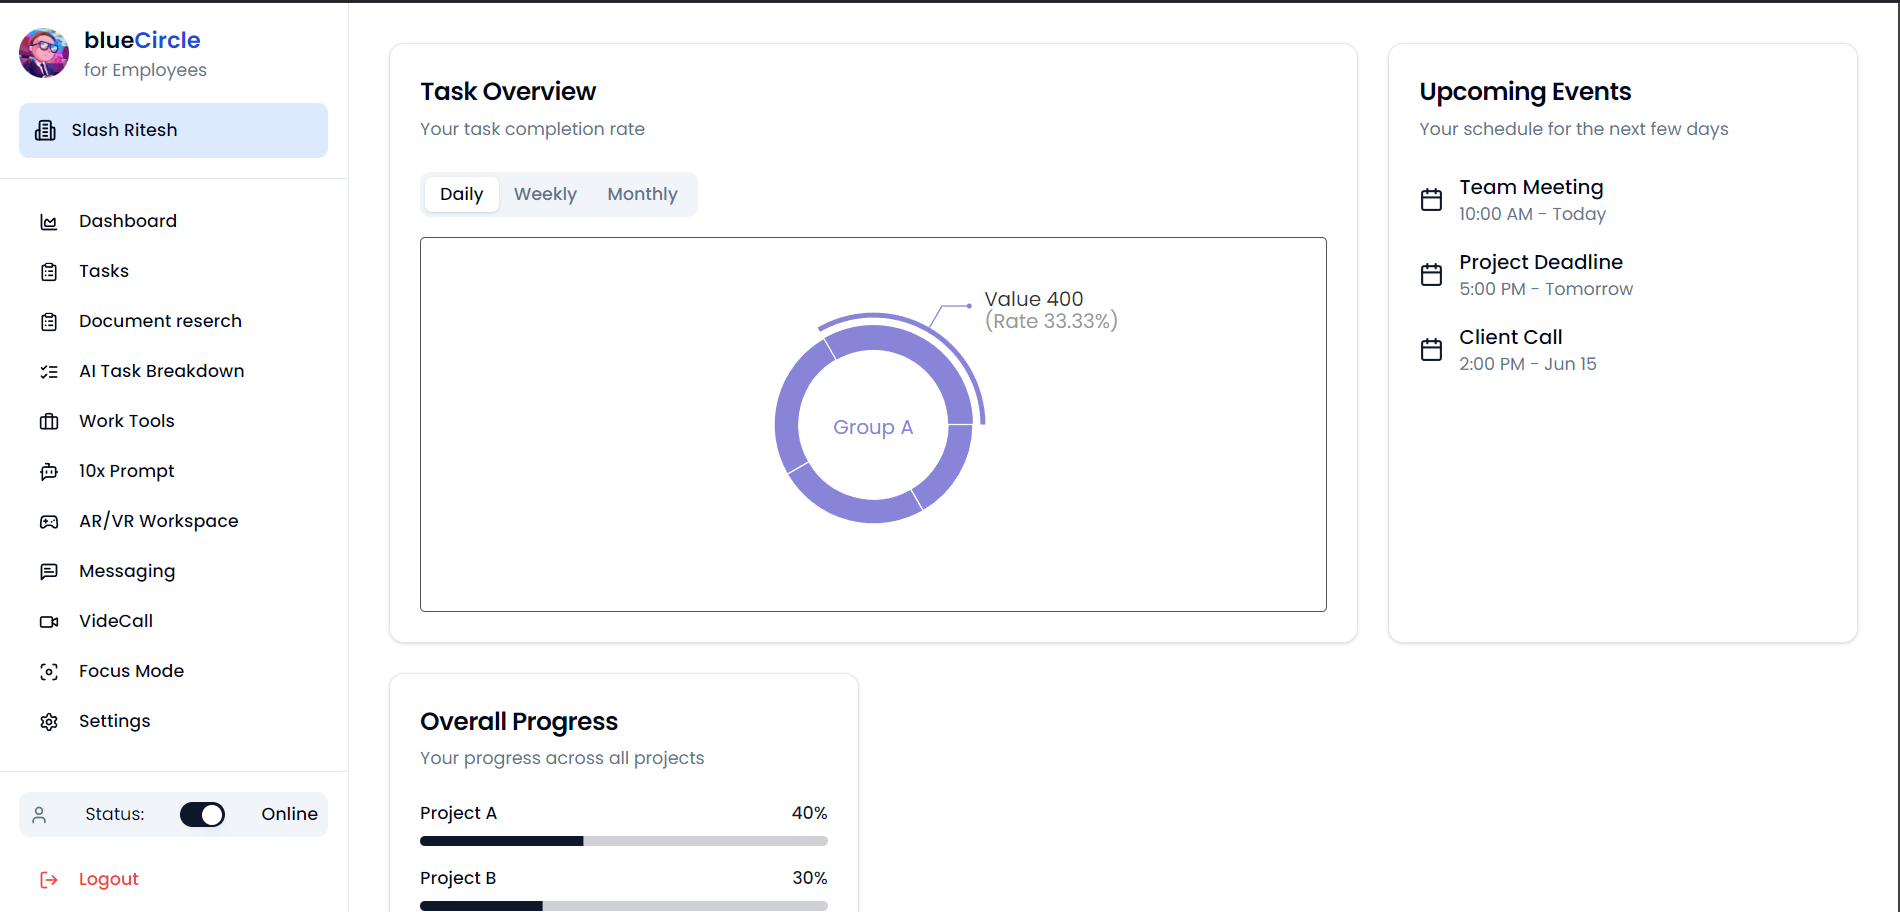 blueCircle
for Employees
Slash Ritesh
Dashboard
Tasks
Document reserch
AI Task Breakdown
Work Tools
10x Prompt
AR/VR Workspace
Messaging
VideCall
Focus Mode
Settings
Status: Online
Logout
Task Overview
Your task completion rate
Daily Weekly Monthly
Value 400
(Rate 33.33%)
Group A
Upcoming Events
Your schedule for the next few days
Team Meeting
10:00 AM - Today
Project Deadline
5:00 PM - Tomorrow
Client Call
2:00 PM - Jun 15
Overall Progress
Your progress across all projects
Project A 40%
Project B 30%